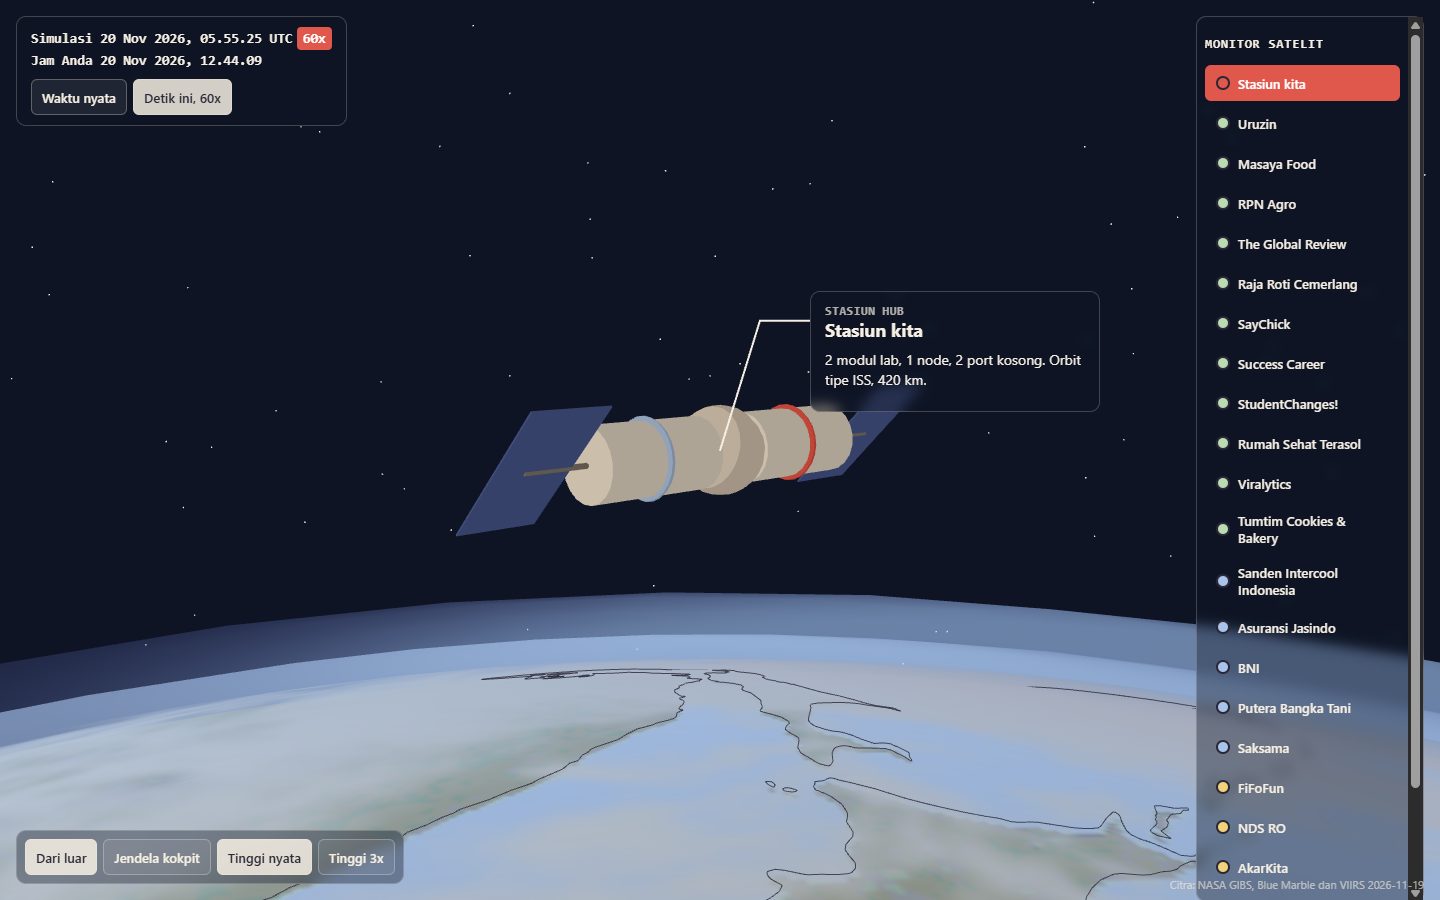 Simulasi 20 Nov 2026, 05.55.25 UTC 60x
Jam Anda 20 Nov 2026, 12.44.09
Waktu nyata
Detik ini, 60x
STASIUN HUB
Stasiun kita
2 modul lab, 1 node, 2 port kosong. Orbit
tipe ISS, 420 km.
MONITOR SATELIT
Stasiun kita
Uruzin
Masaya Food
RPN Agro
The Global Review
Raja Roti Cemerlang
SayChick
Success Career
StudentChanges!
Rumah Sehat Terasol
Viralytics
Tumtim Cookies &
Bakery
Sanden Intercool
Indonesia
Asuransi Jasindo
BNI
Putera Bangka Tani
Saksama
FiFoFun
NDS RO
AkarKita
Dari luar
Jendela kokpit
Tinggi nyata
Tinggi 3x
Citra: NASA GIBS, Blue Marble dan VIIRS 2026-11-19